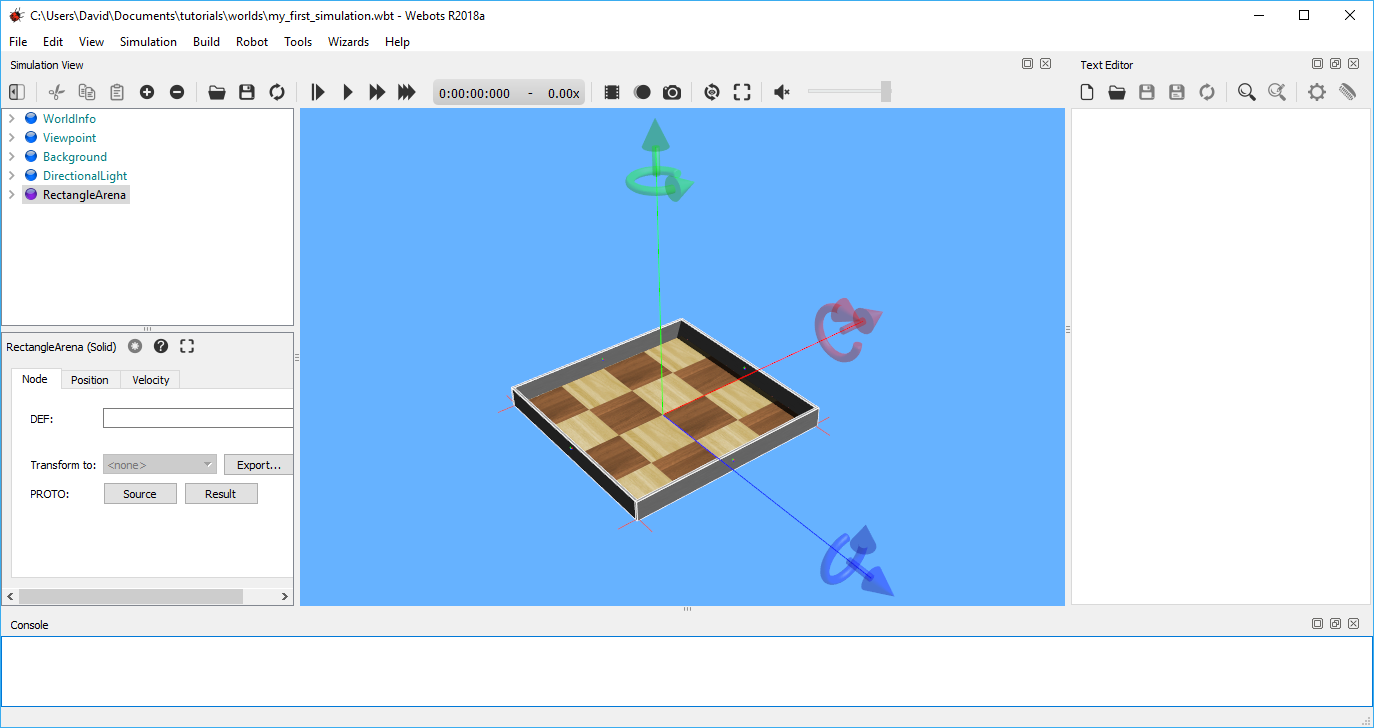 C:\Users\David\Documents\tutorials\worlds\my_first_simulation.wbt - Webots R2018a
File Edit View Simulation Build Robot Tools Wizards Help
Simulation View
Text Editor
0:00:00:000 - 0.00x
WorldInfo
Viewpoint
Background
DirectionalLight
RectangleArena
RectangleArena (Solid)
Node Position Velocity
DEF:
Transform to: <none> Export...
PROTO: Source Result
Console